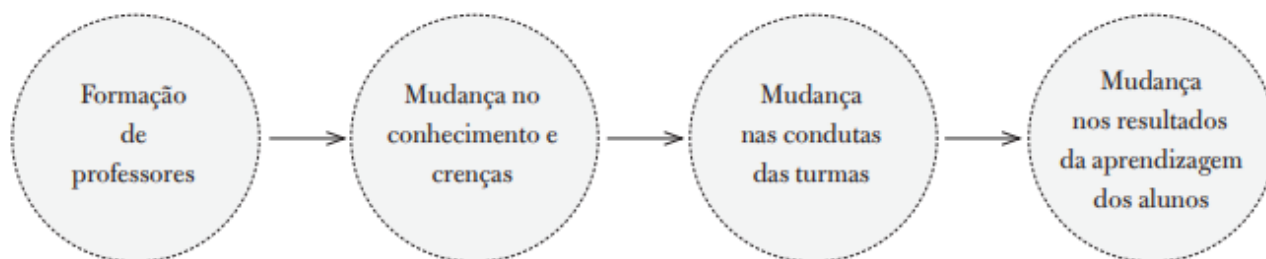 Formação
de
professores
Mudança no
conhecimento e
crenças
Mudança
nas condutas
das turmas
Mudança
nos resultados
da aprendizagem
dos alunos